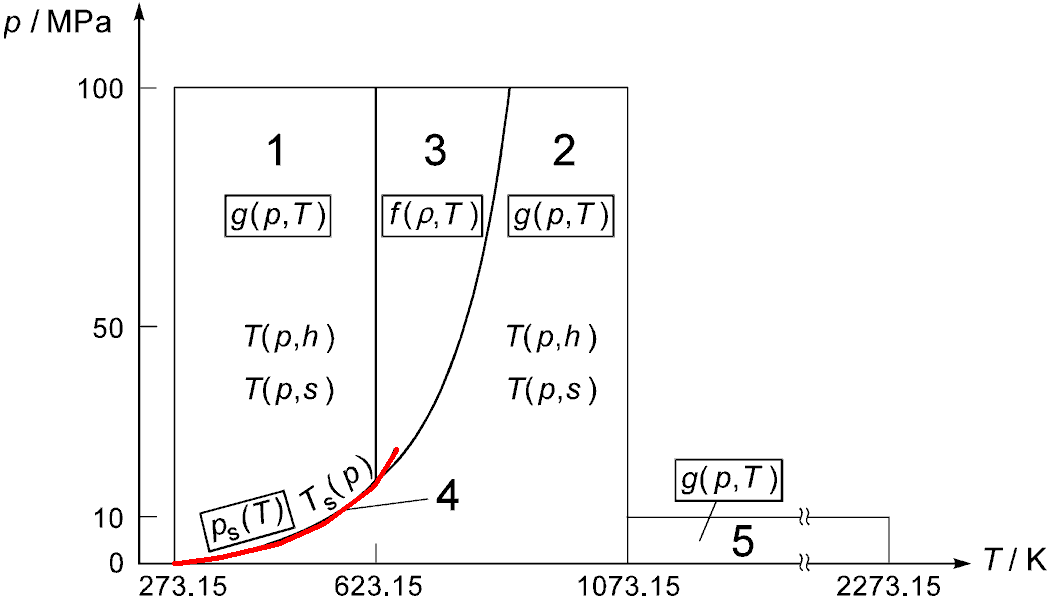 p / MPa
100
1
3
2
g(p,T)
f(ρ,T)
g(p,T)
50
T(p,h)
T(p,h)
T(p,s)
T(p,s)
g(p,T)
ps(T)
Ts(p)
4
10
5
0
T / K
273.15
623.15
1073.15
2273.15